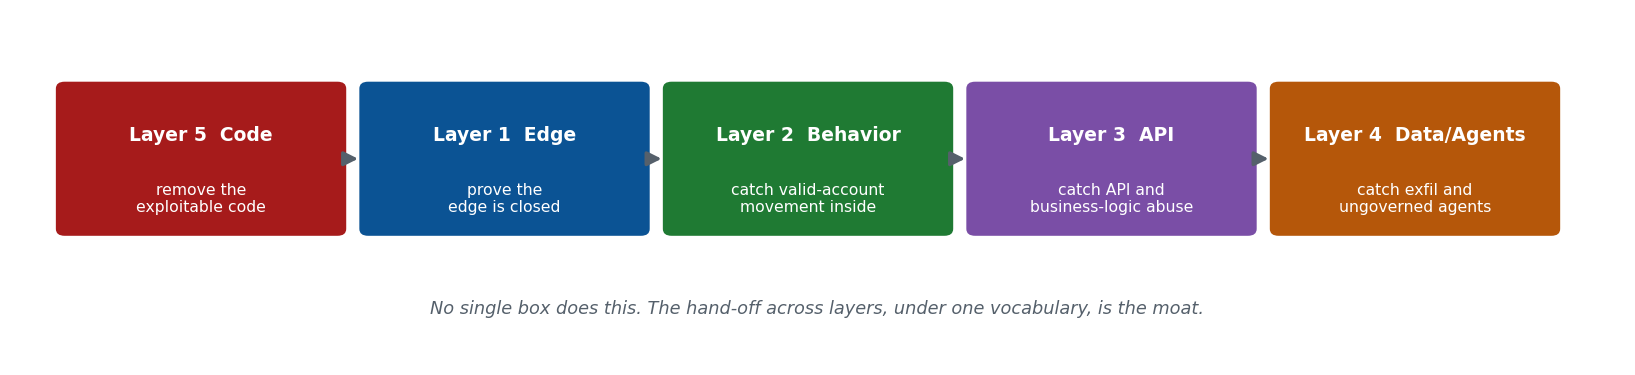 Layer 5  Code
remove the
exploitable code
Layer 1  Edge
prove the
edge is closed
Layer 2  Behavior
catch valid-account
movement inside
Layer 3  API
catch API and
business-logic abuse
Layer 4  Data/Agents
catch exfil and
ungoverned agents
No single box does this. The hand-off across layers, under one vocabulary, is the moat.